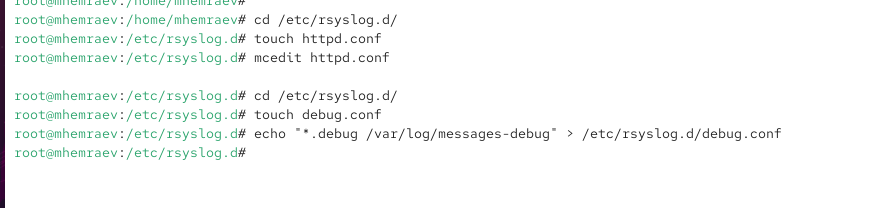 root@mhemraev:/home/mhemraev#
root@mhemraev:/home/mhemraev# cd /etc/rsyslog.d/
root@mhemraev:/etc/rsyslog.d# touch httpd.conf
root@mhemraev:/etc/rsyslog.d# mcedit httpd.conf
root@mhemraev:/etc/rsyslog.d# cd /etc/rsyslog.d/
root@mhemraev:/etc/rsyslog.d# touch debug.conf
root@mhemraev:/etc/rsyslog.d# echo "*.debug /var/log/messages-debug" > /etc/rsyslog.d/debug.conf
root@mhemraev:/etc/rsyslog.d#